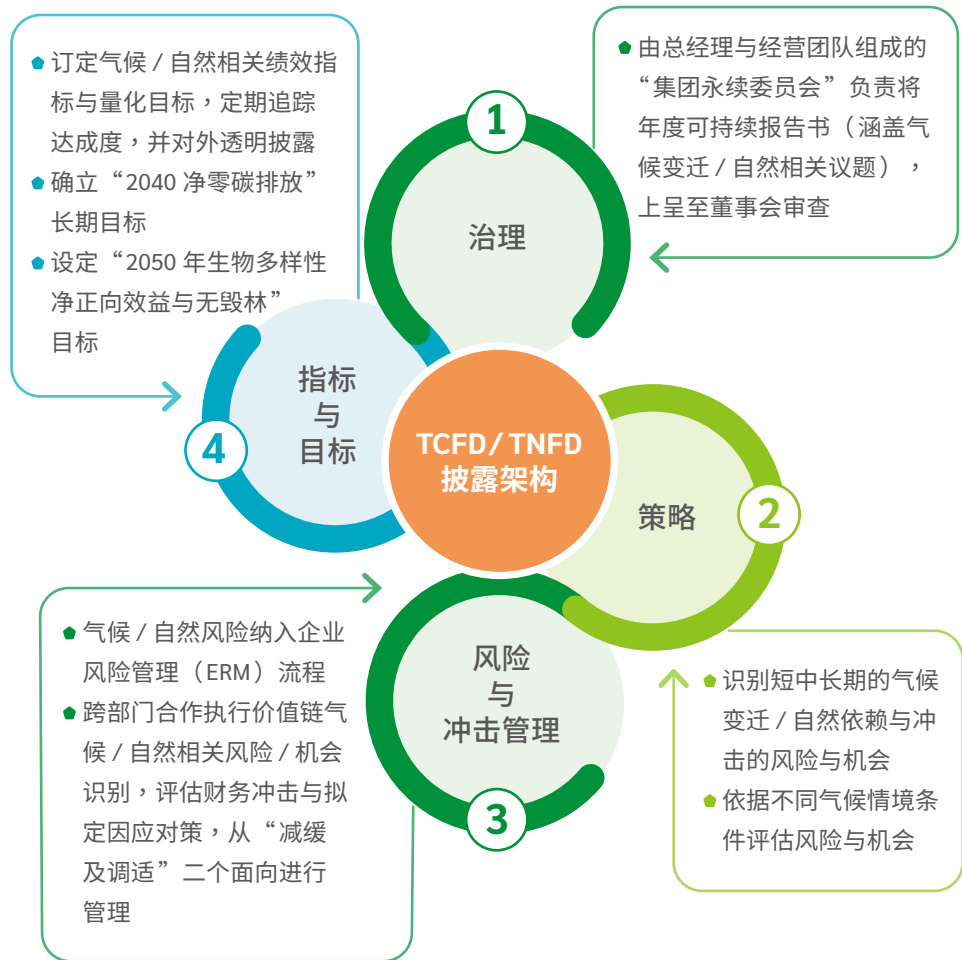 TCFD/ TNFD
披露架构
1
治理
由总经理与经营团队组成的
“集团永续委员会”负责将
年度可持续报告书（涵盖气
候变迁 / 自然相关议题），
上呈至董事会审查
2
策略
识别短中长期的气候
变迁 / 自然依赖与冲
击的风险与机会
依据不同气候情境条
件评估风险与机会
3
风险
与
冲击管理
气候 / 自然风险纳入企业
风险管理（ERM）流程
跨部门合作执行价值链气
候 / 自然相关风险 / 机会
识别，评估财务冲击与拟
定因应对策，从“减缓
及调适”二个面向进行
管理
4
指标
与
目标
订定气候 / 自然相关绩效指
标与量化目标，定期追踪
达成度，并对外透明披露
确立“2040 净零碳排放”
长期目标
设定“2050 年生物多样性
净正向效益与无毁林”
目标